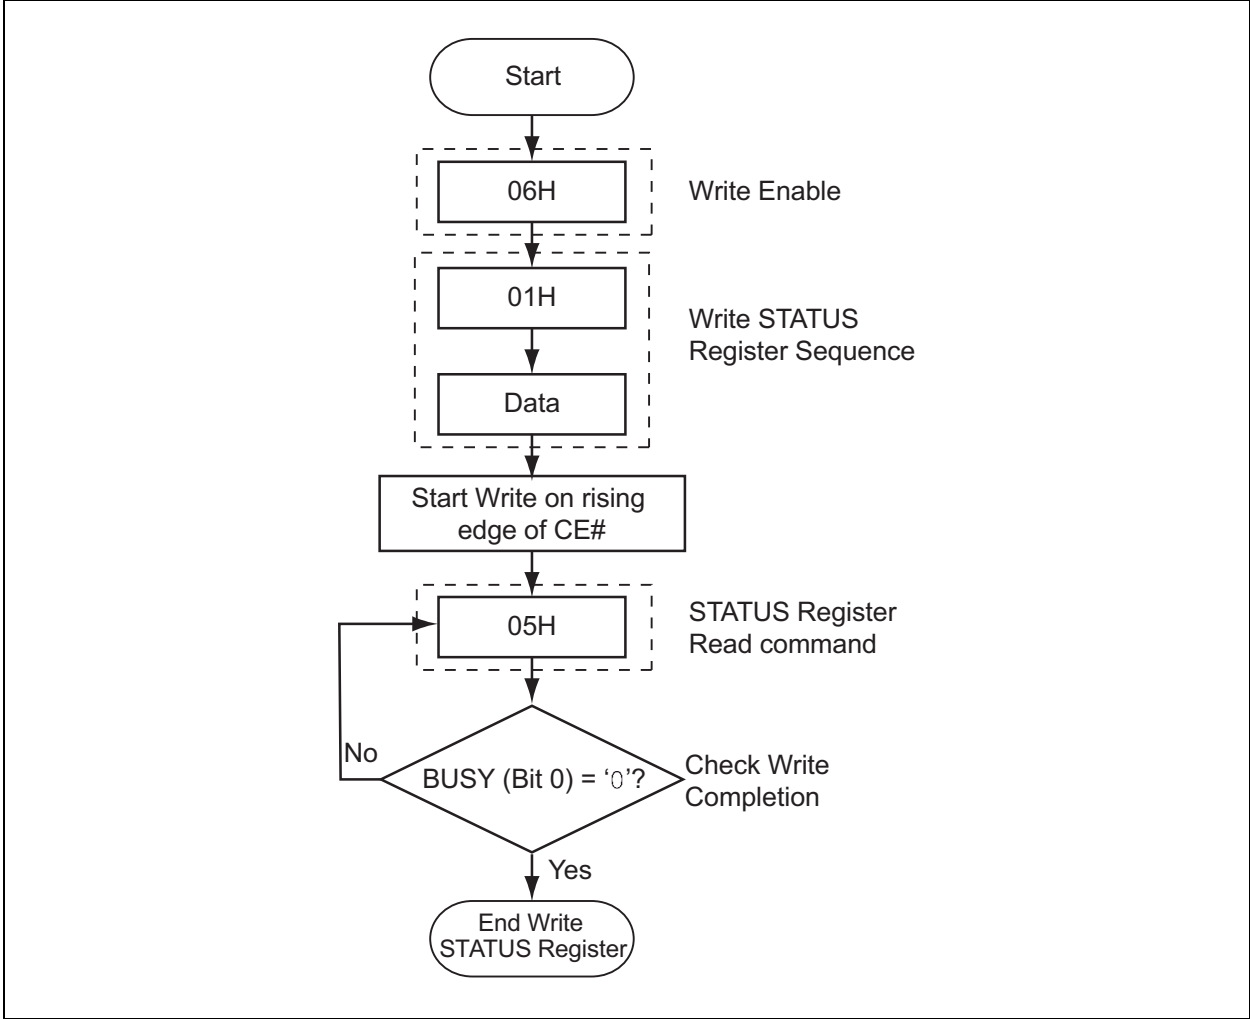 Start
06H
Write Enable
01H
Write STATUS
Register Sequence
Data
Start Write on rising
edge of CE#
05H
STATUS Register
Read command
No
BUSY (Bit 0) = ‘0’?
Check Write
Completion
Yes
End Write
STATUS Register